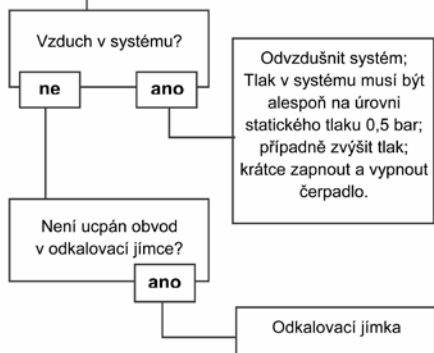 Vzduch v systému?
ne
ano
Odvzdušnit systém;
Tlak v systému musí být
alespoň na úrovni
statického tlaku 0,5 bar;
případně zvýšit tlak;
krátce zapnout a vypnout
čerpadlo.
Není ucpán obvod
v odkalovací jímce?
ano
Odkalovací jímka